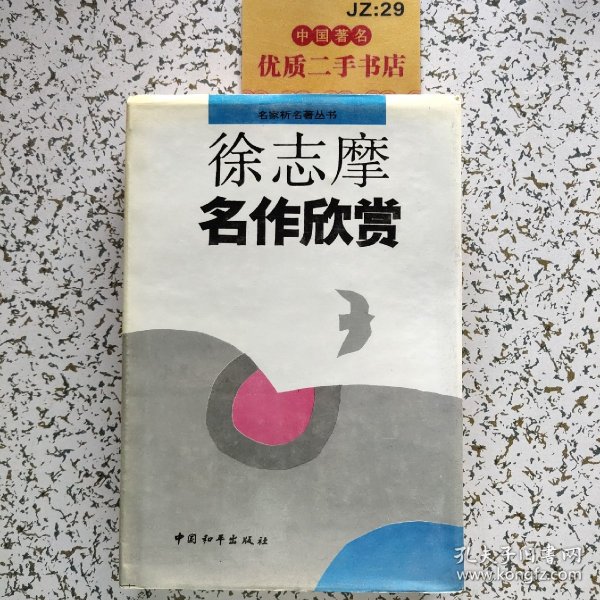 JZ:29
中国著名
优质二手书店
名家析名著丛书
徐志摩
名作欣赏
中国和平出版社
孔夫子旧书网
www.kongfz.com